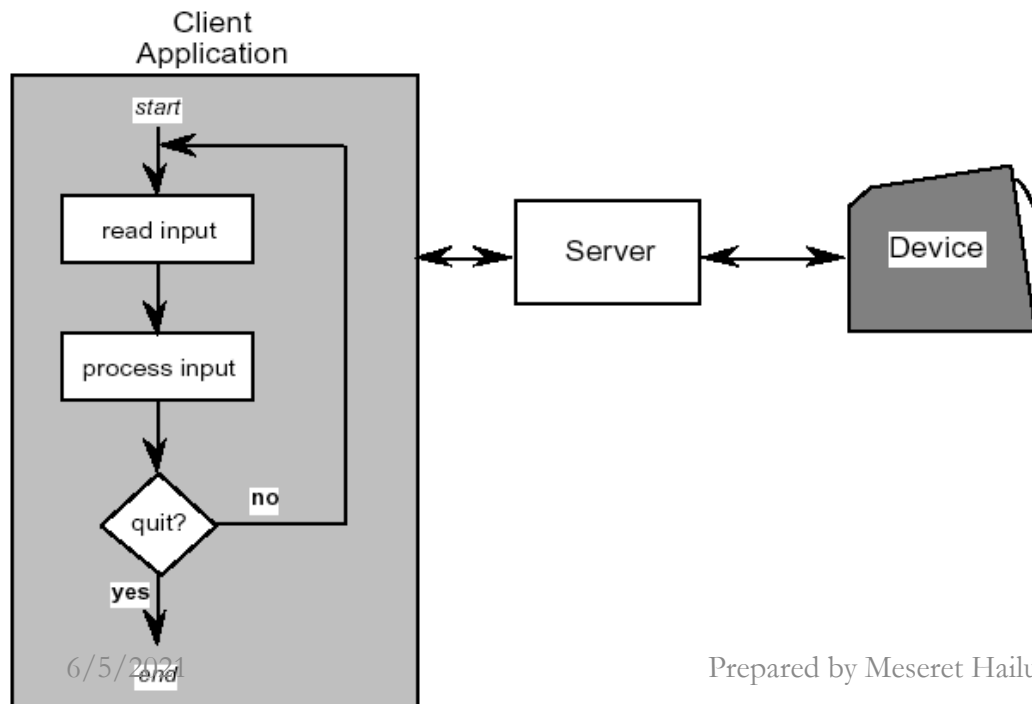 Client
Application
start
read input
process input
quit?
no
yes
end
Server
Device
6/5/2021
Prepared by Meseret Hailu